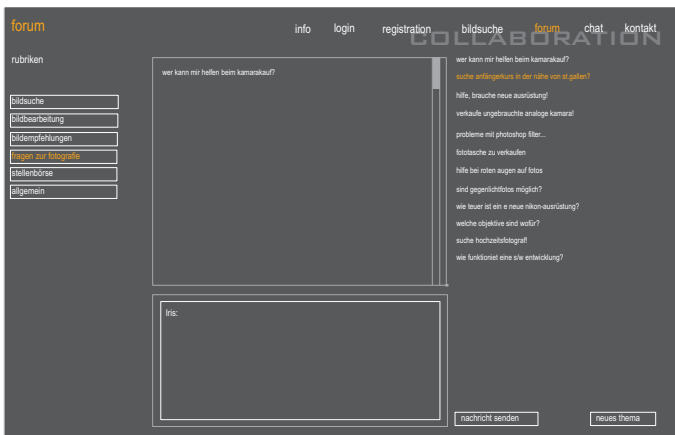 forum
info login registration bildsuche forum chat kontakt
COLLABORATION
rubriken
bildsuche
bildbearbeitung
bildempfehlungen
fragen zur fotografie
stellenbörse
allgemein
wer kann mir helfen beim kamarakauf?
Iris:
wer kann mir helfen beim kamarakauf?
suche anfängerkurs in der nähe von st.gallen?
hilfe, brauche neue ausrüstung!
verkaufe ungebrauchte analoge kamara!
probleme mit photoshop filter...
fototasche zu verkaufen
hilfe bei roten augen auf fotos
sind gegenlichtfotos möglich?
wie teuer ist ein e neue nikon-ausrüstung?
welche objektive sind wofür?
suche hochzeitsfotograf!
wie funktioniet eine s/w entwicklung?
nachricht senden
neues thema